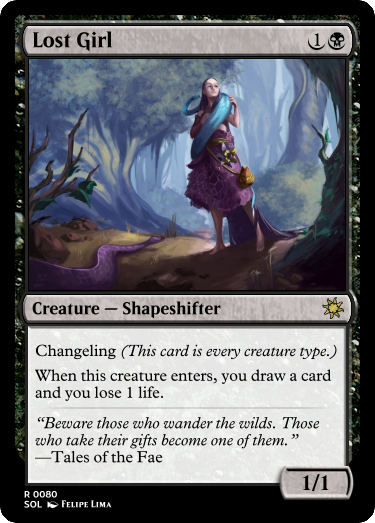 Lost Girl 1
Creature — Shapeshifter
Changeling (This card is every creature type.)
When this creature enters, you draw a card
and you lose 1 life.
“Beware those who wander the wilds. Those
who take their gifts become one of them.”
—Tales of the Fae
1/1
R 0080
SOL Felipe Lima